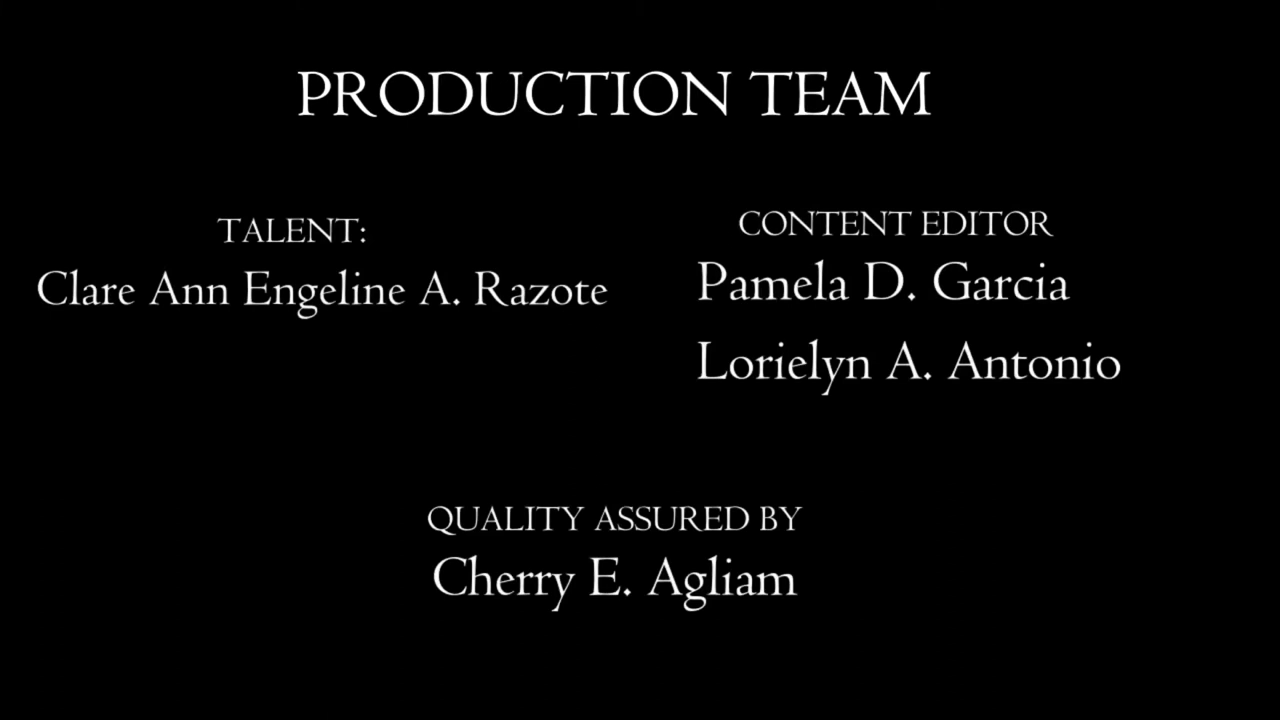 PRODUCTION TEAM
TALENT:
Clare Ann Engeline A. Razote
CONTENT EDITOR
Pamela D. Garcia
Lorielyn A. Antonio
QUALITY ASSURED BY
Cherry E. Agliam